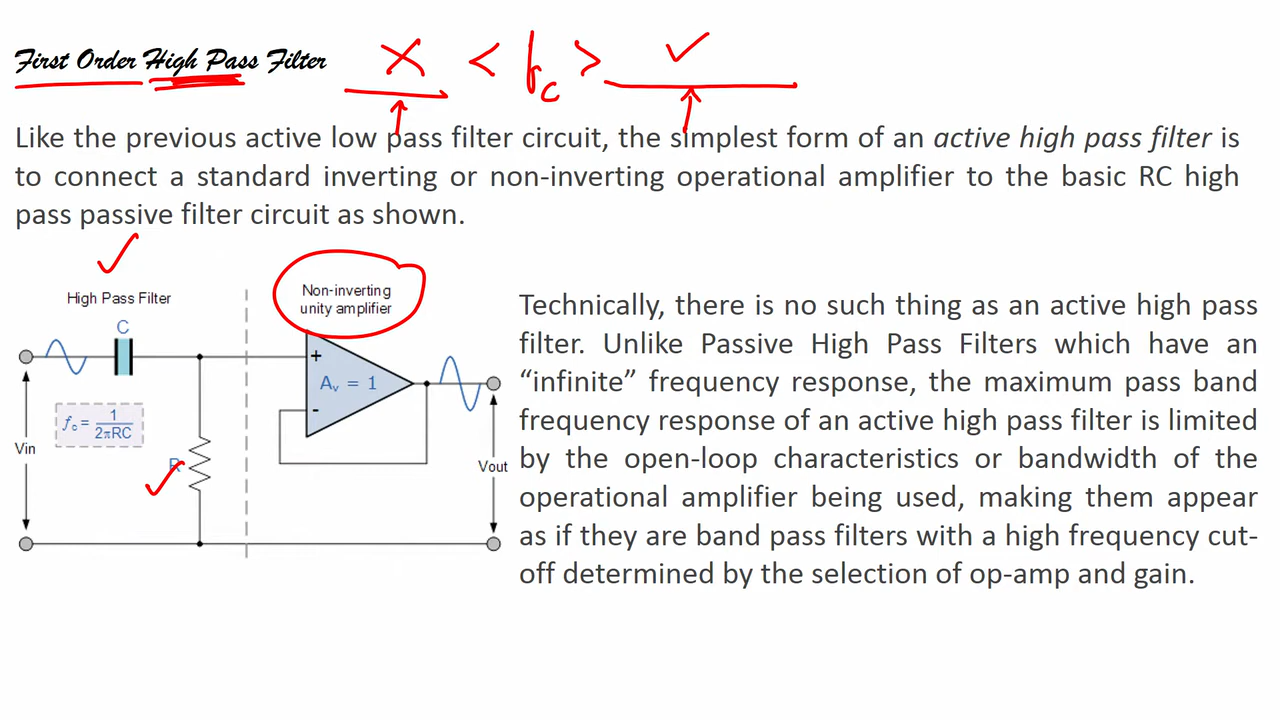 First Order High Pass Filter
X < fc > ✓
Like the previous active low pass filter circuit, the simplest form of an active high pass filter is
to connect a standard inverting or non-inverting operational amplifier to the basic RC high
pass passive filter circuit as shown.
High Pass Filter
Non-inverting
unity amplifier
C
+
Av = 1
-
fc = 1/2πRC
Vin
R
Vout
Technically, there is no such thing as an active high pass
filter. Unlike Passive High Pass Filters which have an
“infinite” frequency response, the maximum pass band
frequency response of an active high pass filter is limited
by the open-loop characteristics or bandwidth of the
operational amplifier being used, making them appear
as if they are band pass filters with a high frequency cut-
off determined by the selection of op-amp and gain.